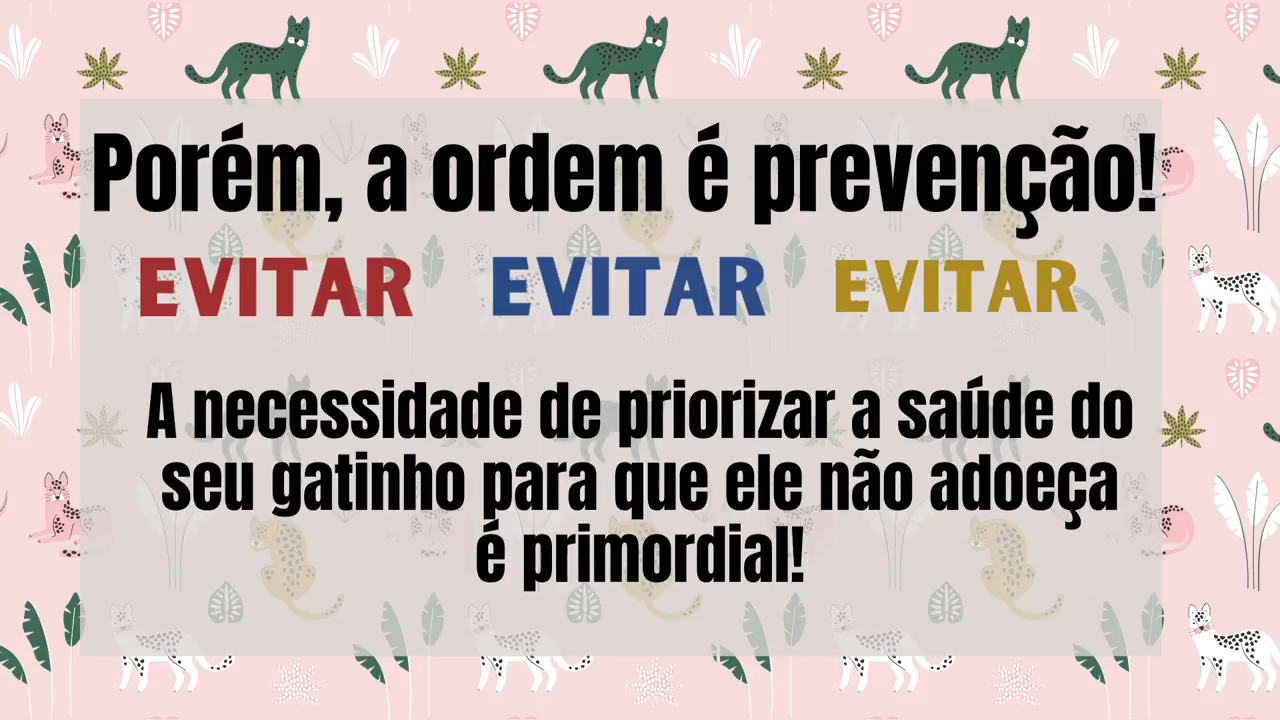 Porém, a ordem é prevenção!
EVITAR EVITAR EVITAR
A necessidade de priorizar a saúde do
seu gatinho para que ele não adoeça
é primordial!